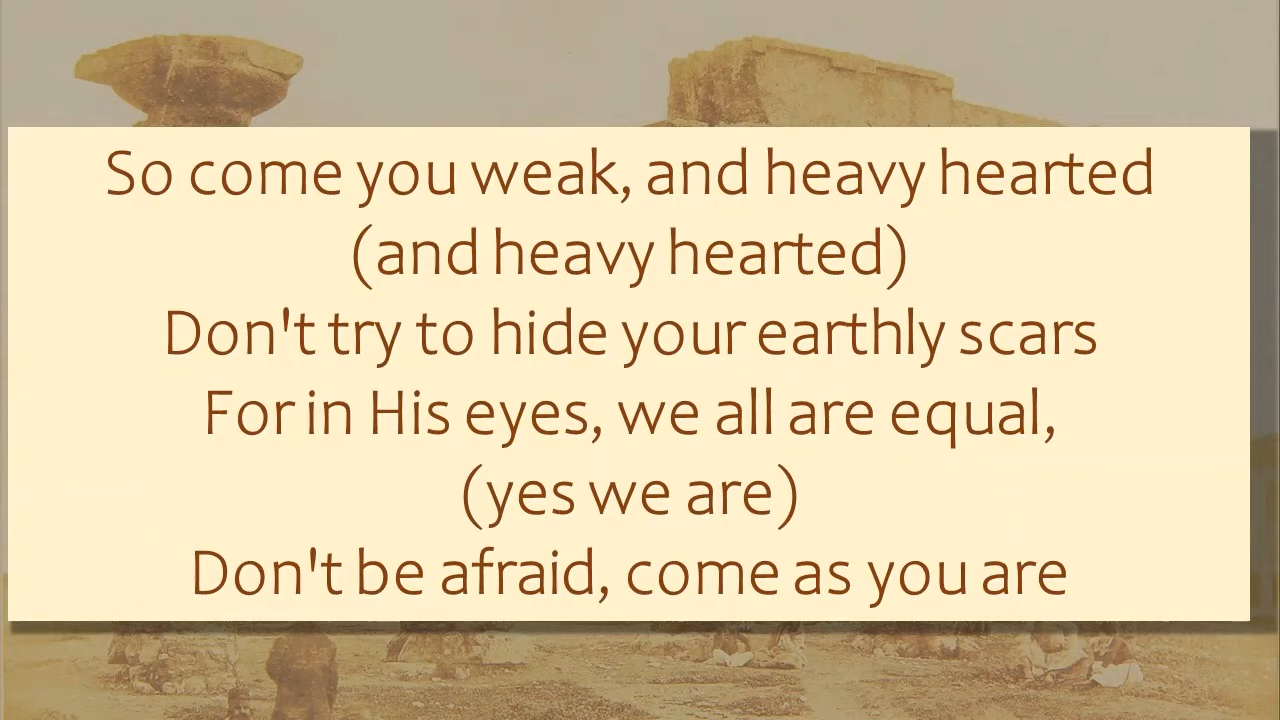 So come you weak, and heavy hearted
(and heavy hearted)
Don't try to hide your earthly scars
For in His eyes, we all are equal,
(yes we are)
Don't be afraid, come as you are